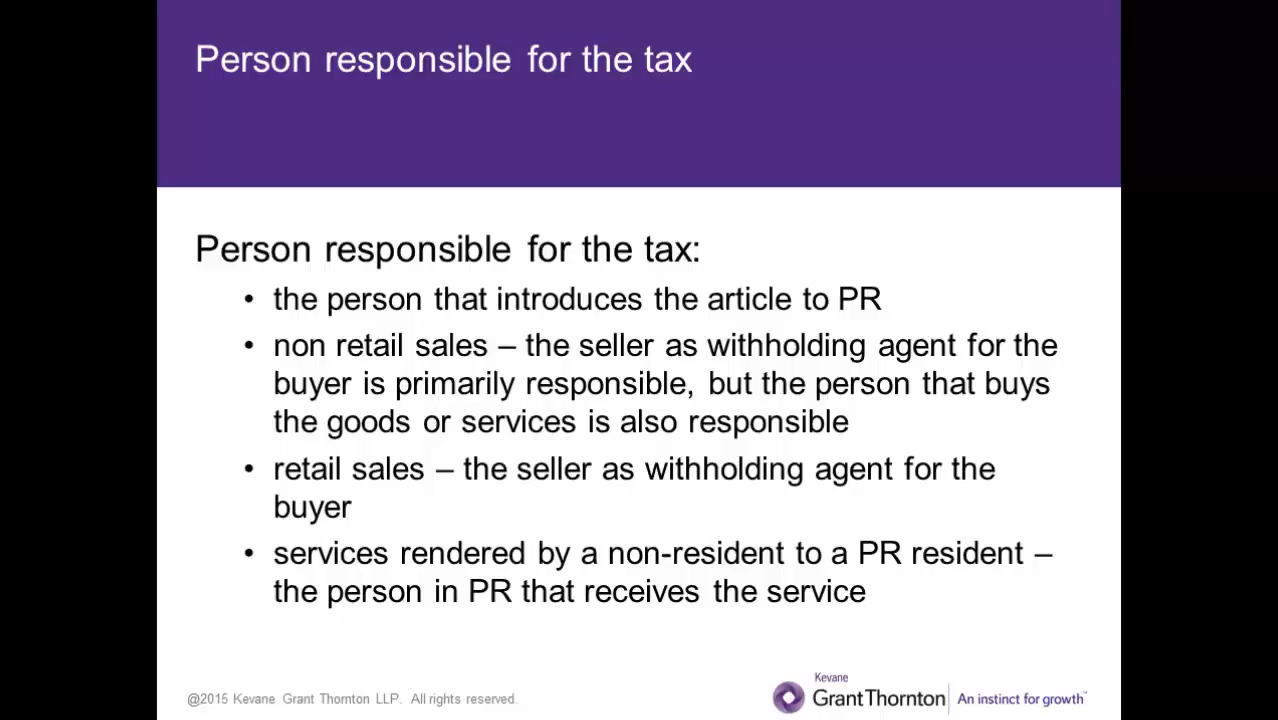 Person responsible for the tax
Person responsible for the tax:
• the person that introduces the article to PR
• non retail sales – the seller as withholding agent for the
buyer is primarily responsible, but the person that buys
the goods or services is also responsible
• retail sales – the seller as withholding agent for the
buyer
• services rendered by a non-resident to a PR resident –
the person in PR that receives the service
@2015 Kevane Grant Thornton LLP. All rights reserved.
Kevane
GrantThornton
An instinct for growth™